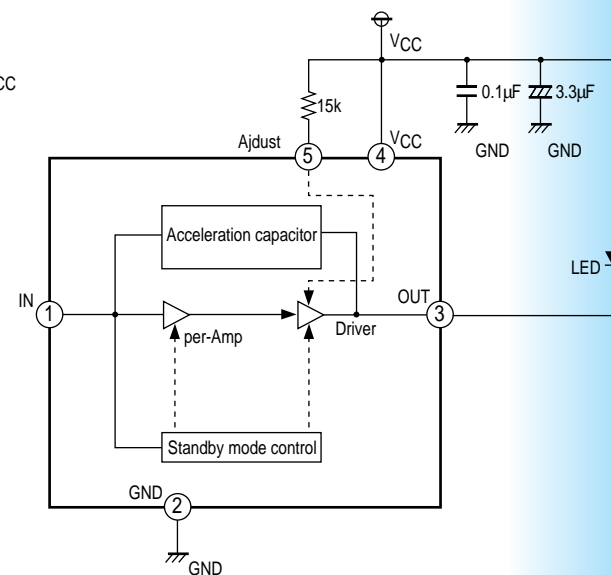 VCC
CC
15k
0.1µF
3.3µF
Ajdust
VCC
GND
GND
5
4
Acceleration capacitor
LED
IN
OUT
1
3
per-Amp
Driver
Standby mode control
GND
2
GND